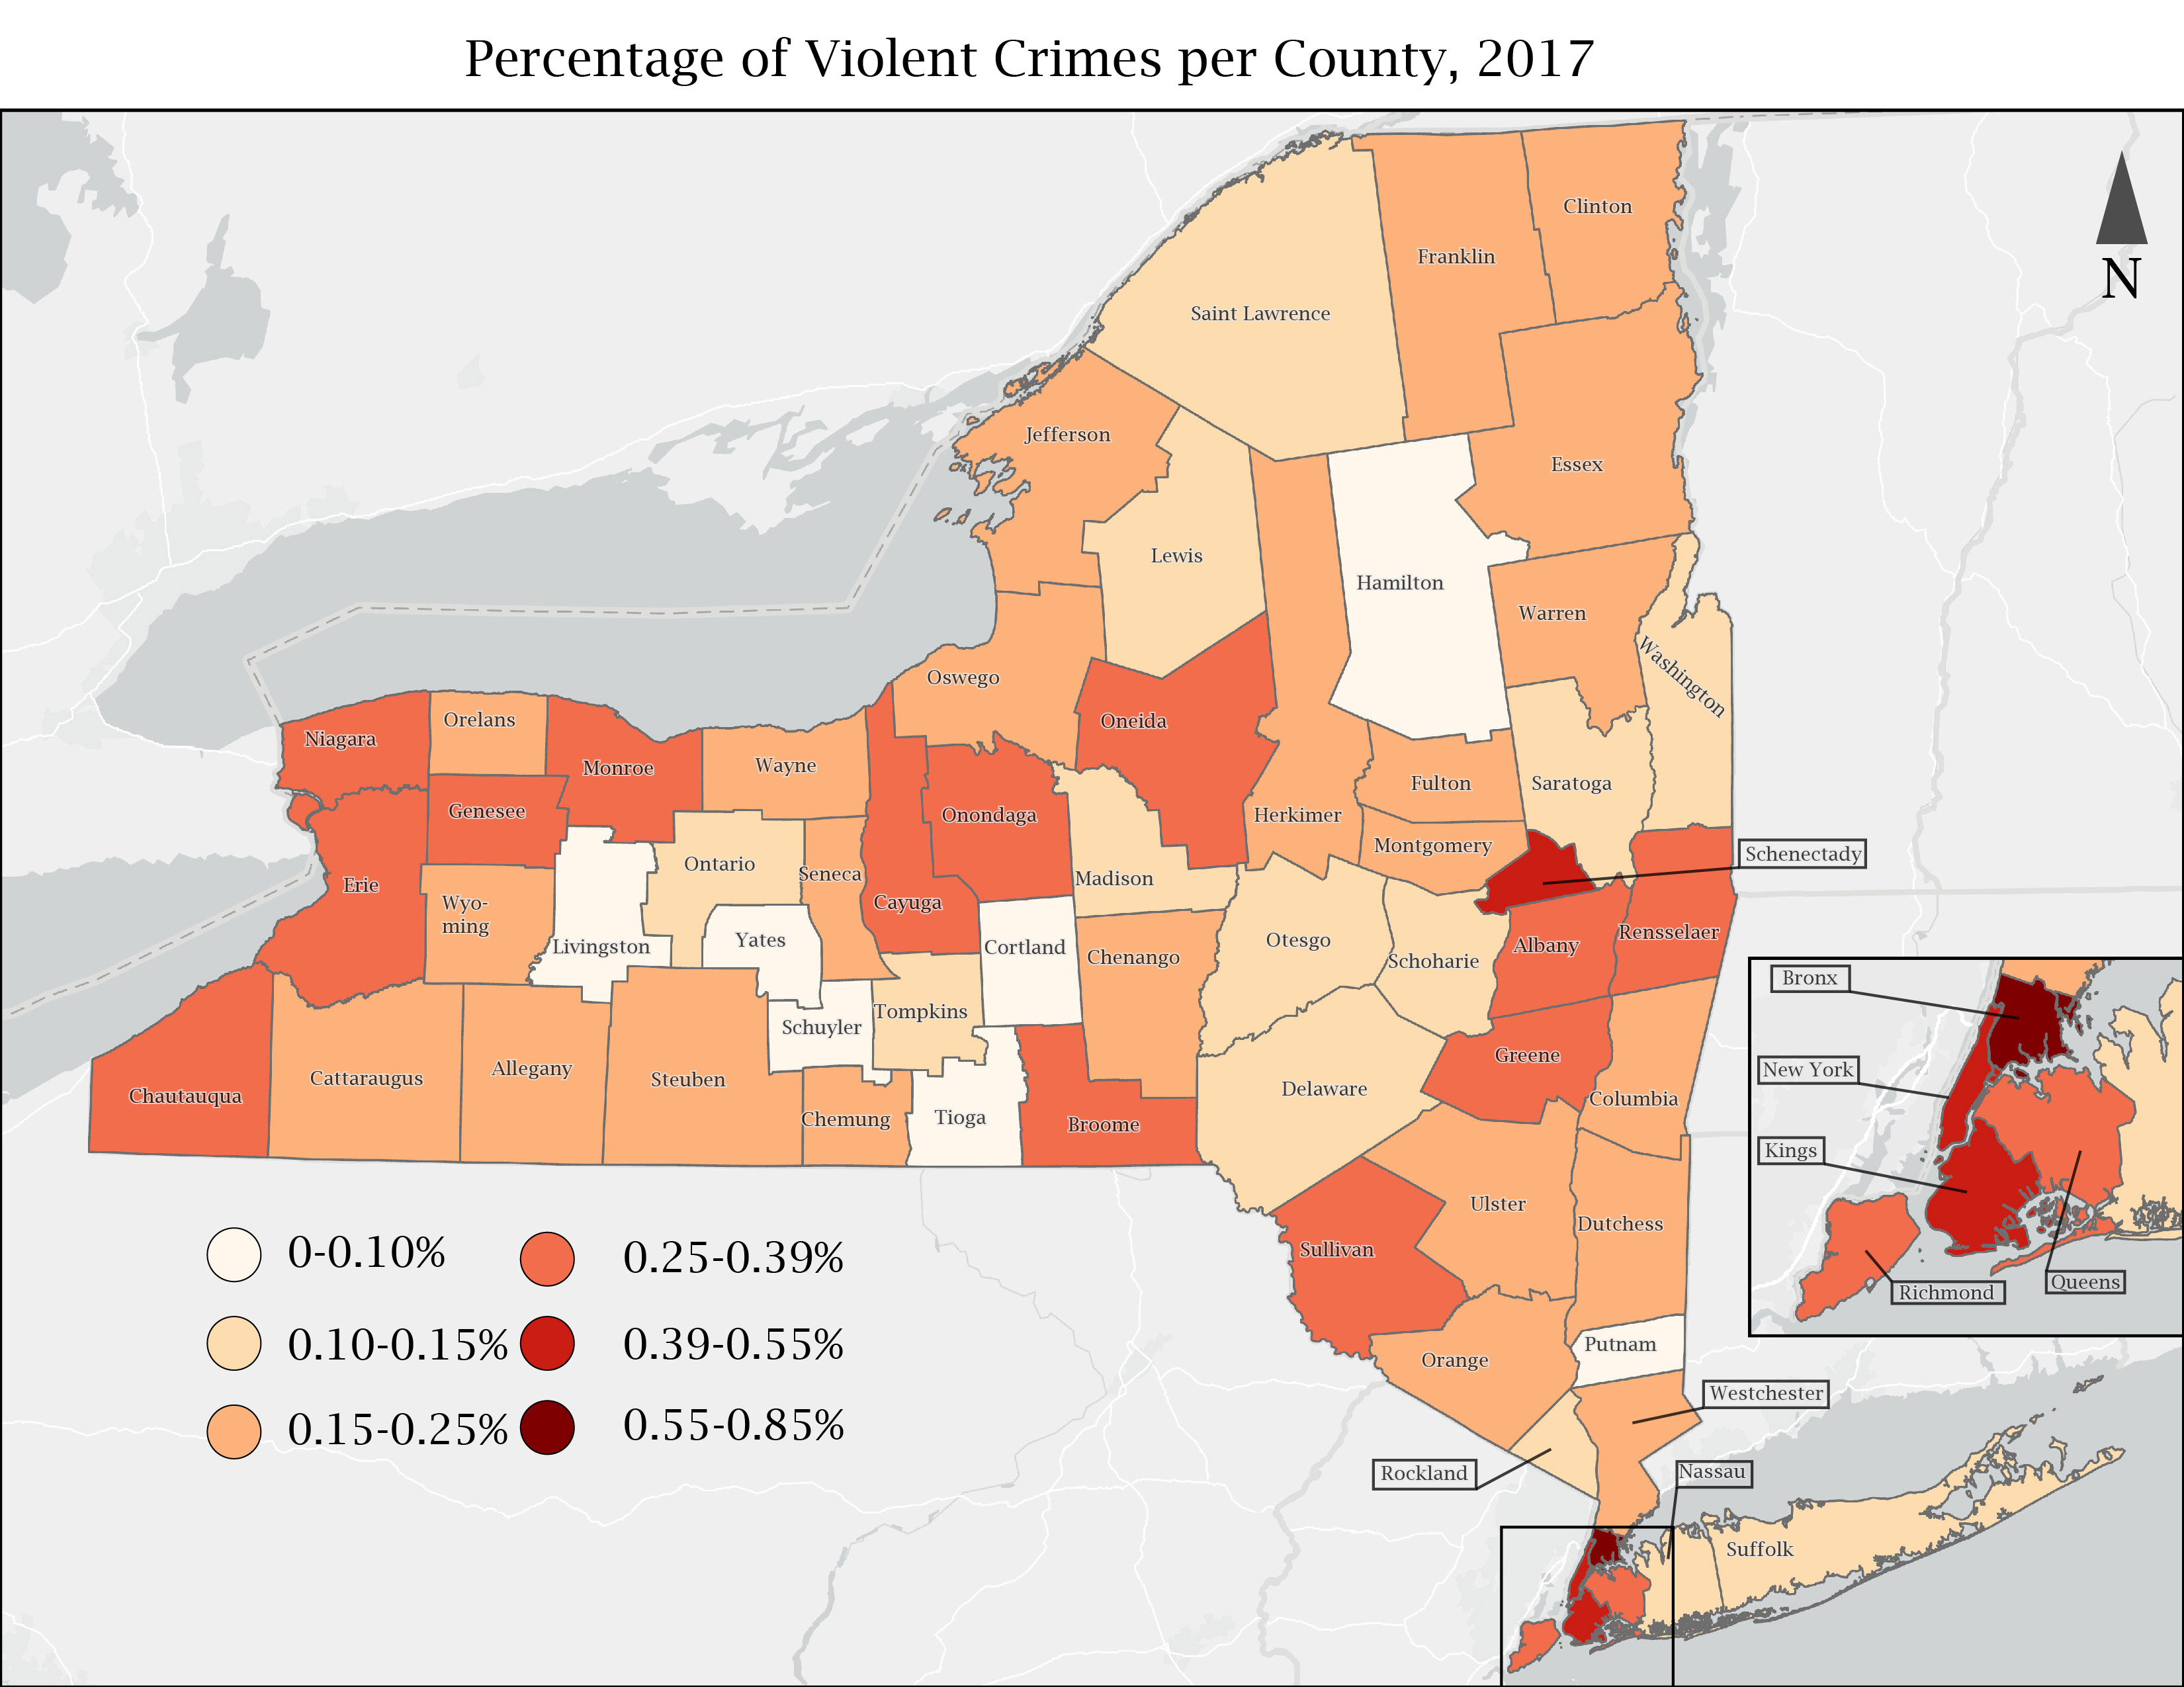 Percentage of Violent Crimes per County, 2017
N
Clinton
Franklin
Saint Lawrence
Jefferson
Essex
Lewis
Hamilton
Warren
Washington
Oswego
Oneida
Orelans
Niagara
Monroe
Wayne
Fulton
Saratoga
Genesee
Onondaga
Herkimer
Montgomery
Schenectady
Ontario
Seneca
Madison
Erie
Cayuga
Wyo-
ming
Livingston
Yates
Cortland
Chenango
Otesgo
Schoharie
Albany
Rensselaer
Bronx
Tompkins
Schuyler
Greene
New York
Chautauqua
Cattaraugus
Allegany
Steuben
Chemung
Tioga
Broome
Delaware
Columbia
Kings
Ulster
Dutchess
Sullivan
Queens
Richmond
0-0.10%
0.25-0.39%
0.10-0.15%
0.39-0.55%
0.15-0.25%
0.55-0.85%
Putnam
Orange
Westchester
Rockland
Nassau
Suffolk